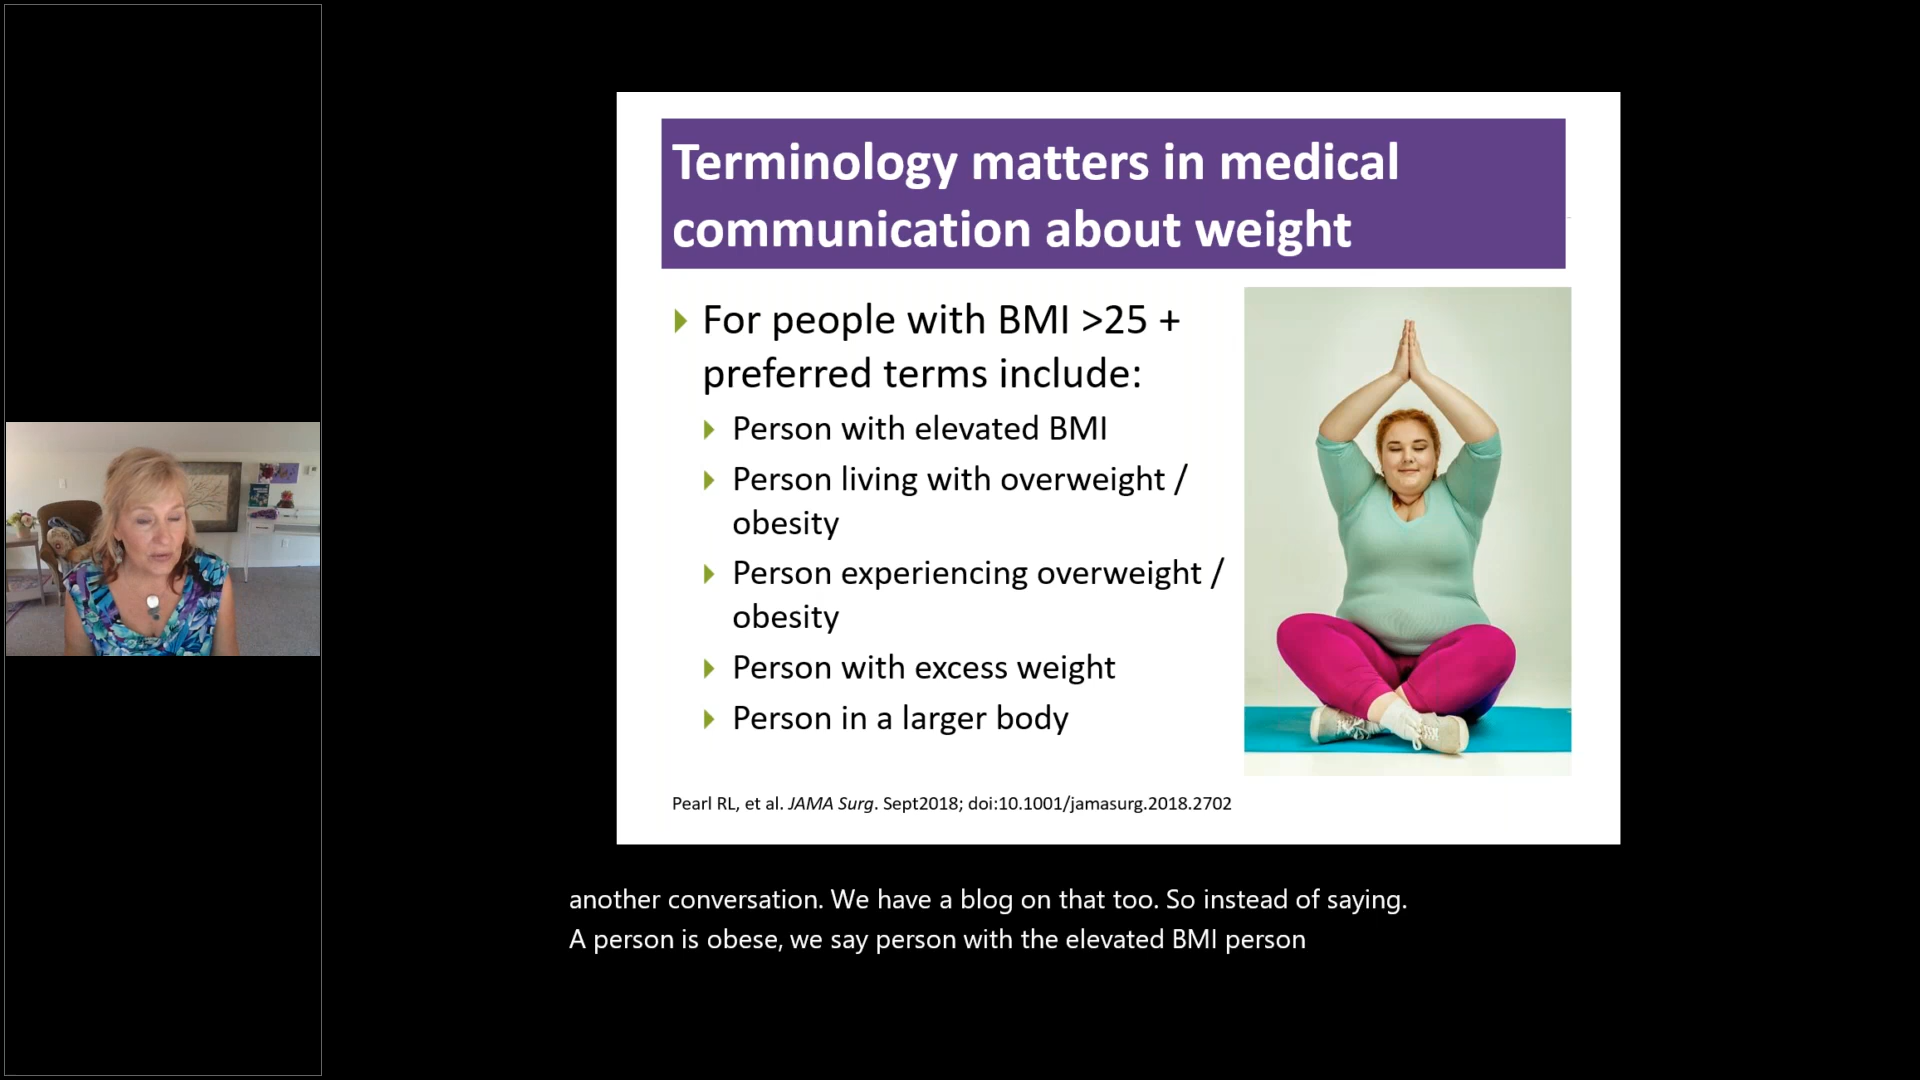 Terminology matters in medical
communication about weight
For people with BMI >25 +
preferred terms include:
Person with elevated BMI
Person living with overweight /
obesity
Person experiencing overweight /
obesity
Person with excess weight
Person in a larger body
Pearl RL, et al. JAMA Surg. Sept2018; doi:10.1001/jamasurg.2018.2702
another conversation. We have a blog on that too. So instead of saying.
A person is obese, we say person with the elevated BMI person